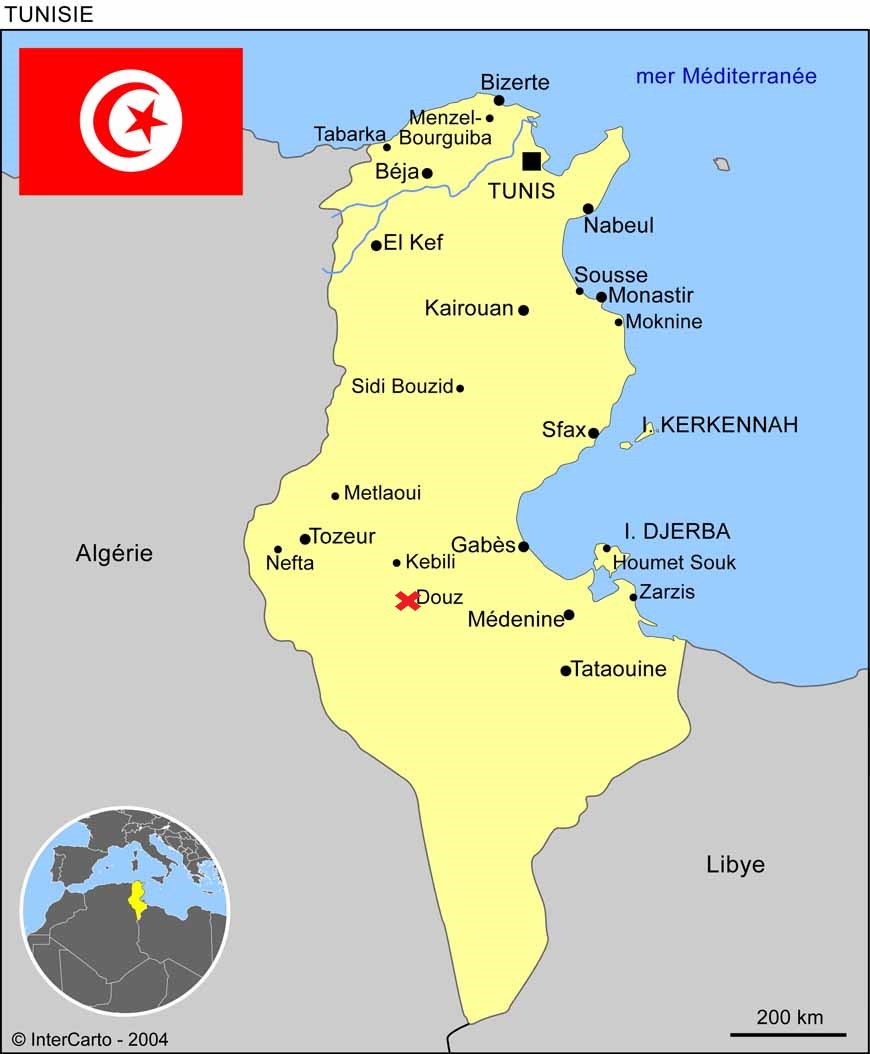 TUNISIE
mer Méditerranée
Bizerte
Menzel-
Bourguiba
Tabarka
Béja
TUNIS
Nabeul
El Kef
Sousse
Monastir
Kairouan
Moknine
Sidi Bouzid
Sfax
I. KERKENNAH
Metlaoui
Tozeur
Nefta
Kebili
Gabès
I. DJERBA
Houmet Souk
Algérie
Douz
Zarzis
Médenine
Tataouine
Libye
200 km
© InterCarto - 2004